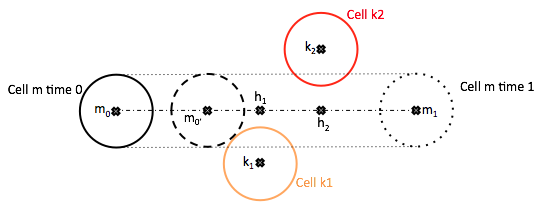 Cell k2
k2
Cell m time 0
Cell m time 1
h1
m0
m0'
m1
h2
k1
Cell k1